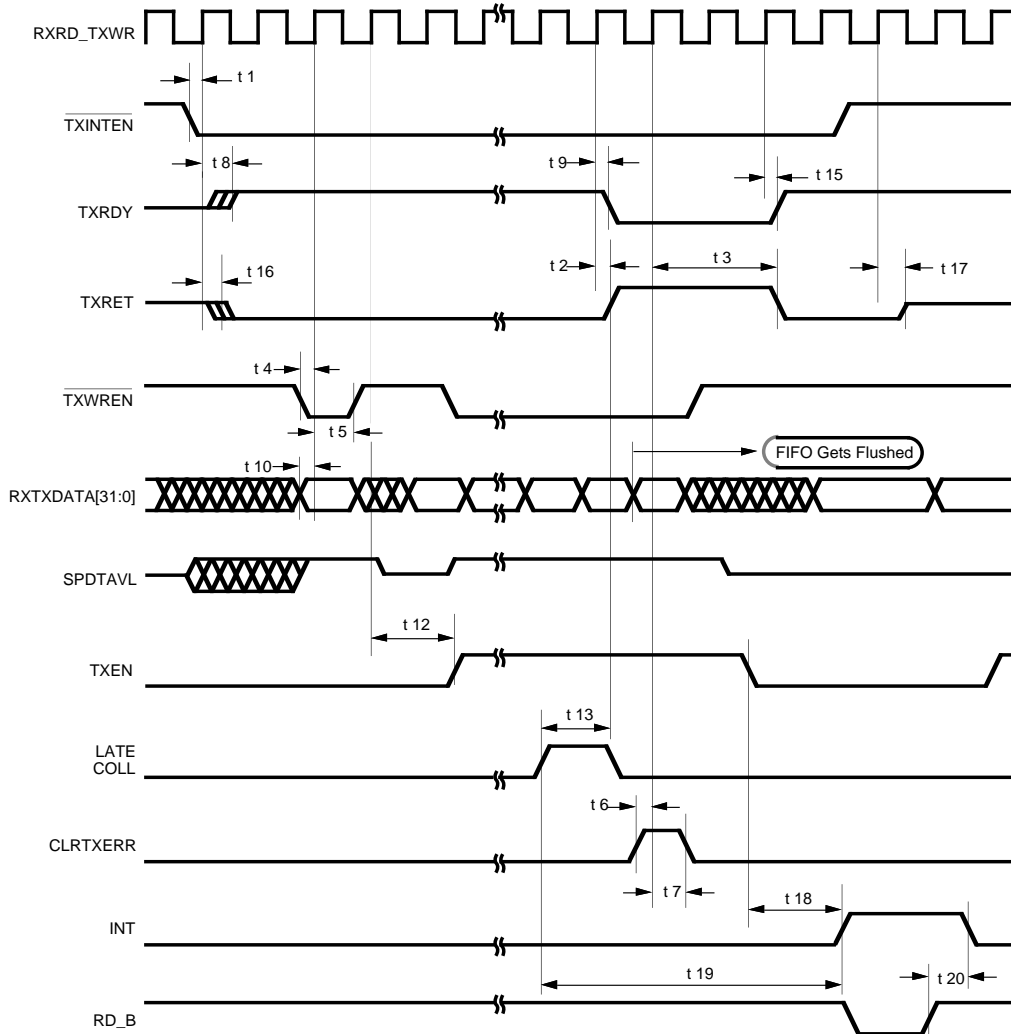 RXRD_TXWR
t 1
TXINTEN
t 8
t 9
t 15
TXRDY
t 16
t 2
t 3
t 17
TXRET
t 4
TXWREN
t 5
t 10
FIFO Gets Flushed
RXTXDATA[31:0]
SPDTAVL
t 12
TXEN
t 13
LATE
COLL
t 6
CLRTXERR
t 7
t 18
INT
t 19
t 20
RD_B